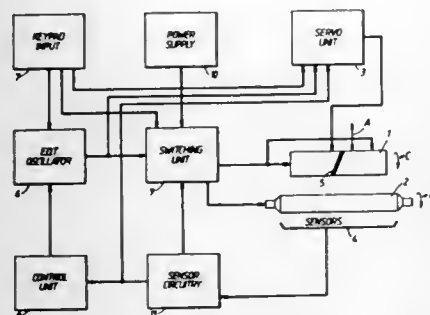 KEYPAD
INPUT
POWER
SUPPLY
SERVO
UNIT
10
3
A
1
C
EDIT
OSCILLATOR
SWITCHING
UNIT
6
5
2
SENSORS
4
CONTROL
UNIT
SENSOR
CIRCUITRY
11